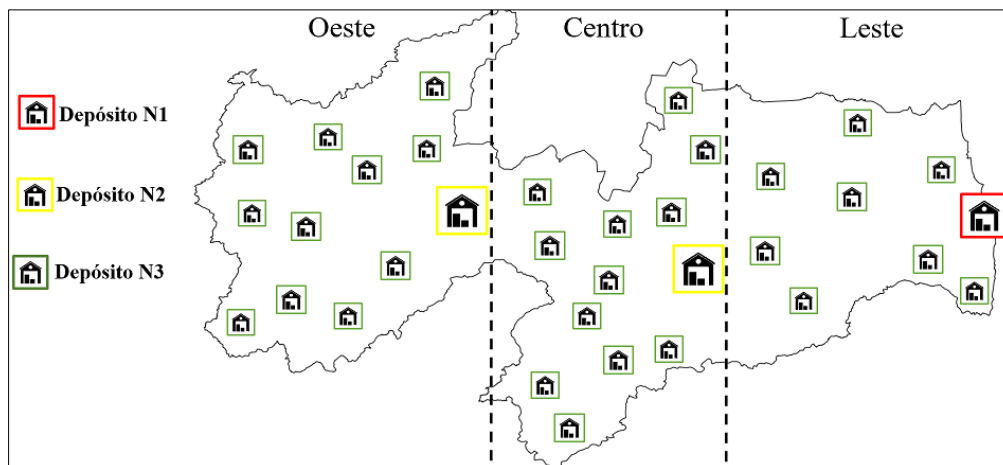 Oeste
Centro
Leste
Depósito N1
Depósito N2
Depósito N3